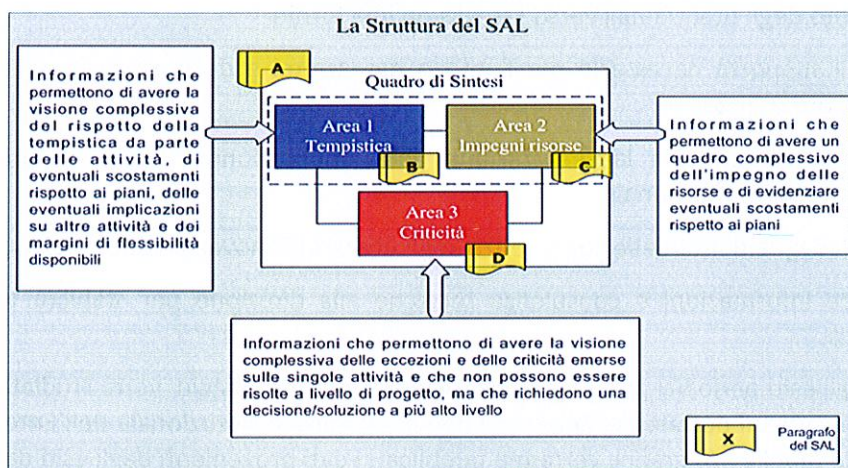 La Struttura del SAL
A
Informazioni che
permettono di avere la
visione complessiva
del rispetto della
tempistica da parte
delle attività, di
eventuali scostamenti
rispetto ai piani, delle
eventuali implicazioni
su altre attività e dei
margini di flessibilità
disponibili
Quadro di Sintesi
Area 1
Tempistica
B
Area 2
Impegni risorse
C
Area 3
Criticità
D
Informazioni che
permettono di avere un
quadro complessivo
dell'impegno delle
risorse e di evidenziare
eventuali scostamenti
rispetto ai piani
Informazioni che permettono di avere la visione
complessiva delle eccezioni e delle criticità emerse
sulle singole attività e che non possono essere
risolte a livello di progetto, ma che richiedono una
decisione/soluzione a più alto livello
X
Paragrafo
del SAL